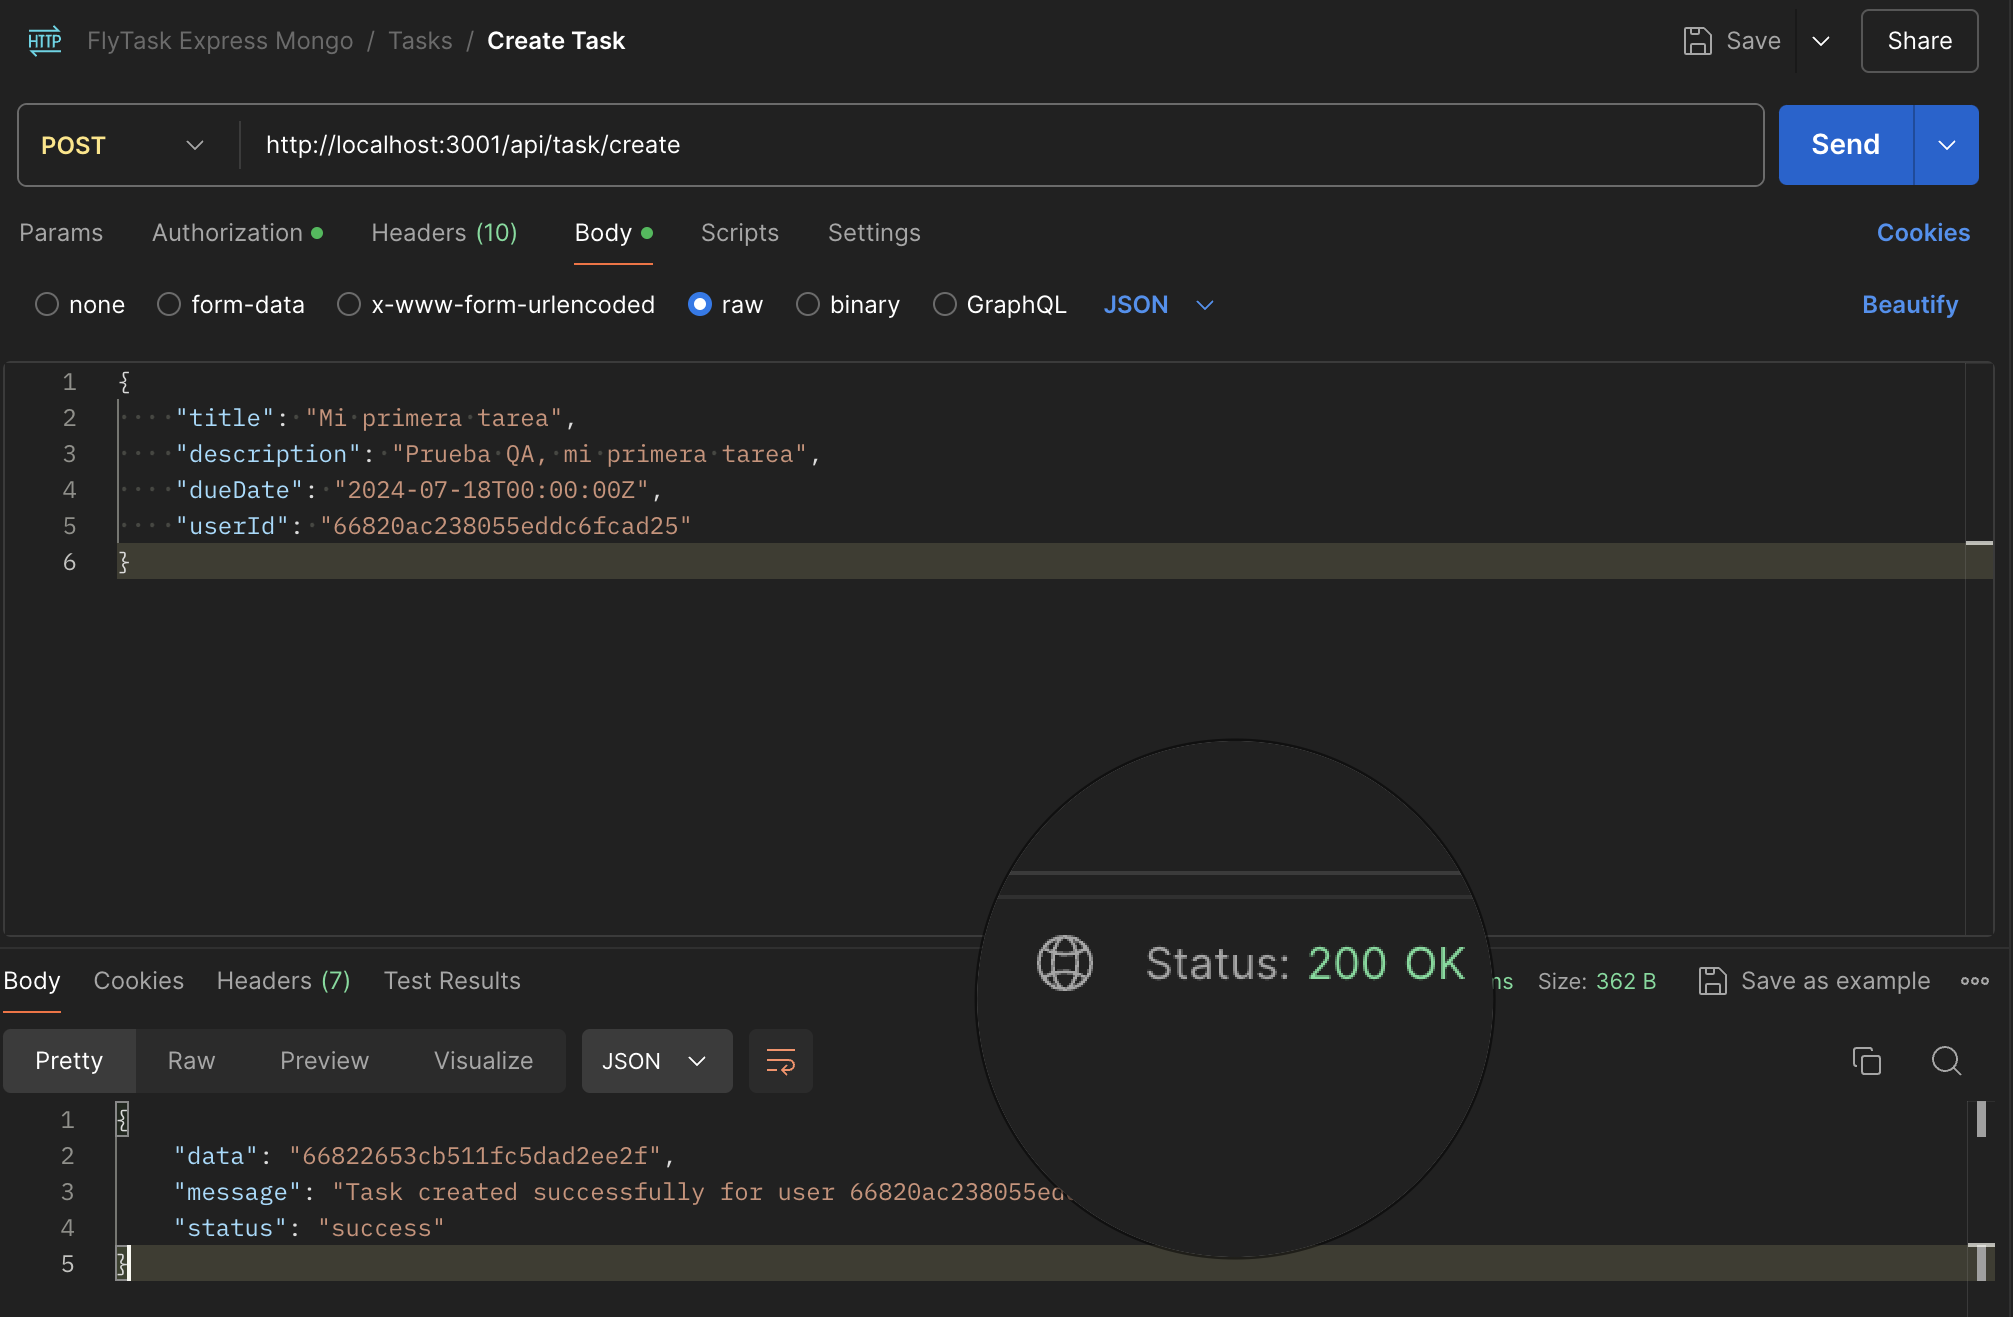 HTTP FlyTask Express Mongo / Tasks / Create Task Save Share
POST http://localhost:3001/api/task/create Send
Params Authorization Headers (10) Body Scripts Settings Cookies
none form-data x-www-form-urlencoded raw binary GraphQL JSON Beautify
1 {
2 "title": "Mi primera tarea",
3 "description": "Prueba QA, mi primera tarea",
4 "dueDate": "2024-07-18T00:00:00Z",
5 "userId": "66820ac238055eddc6fcad25"
6 }
Body Cookies Headers (7) Test Results Status: 200 OK ns Size: 362 B Save as example
Pretty Raw Preview Visualize JSON
1 {
2 "data": "66822653cb511fc5dad2ee2f",
3 "message": "Task created successfully for user 66820ac238055ed
4 "status": "success"
5 }